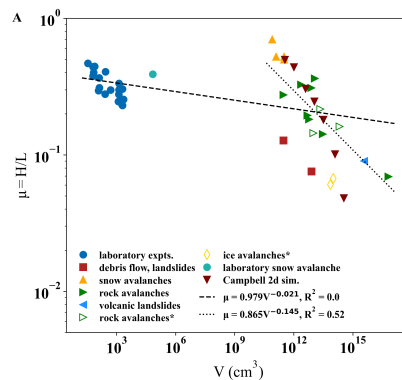 A
10⁰
10⁻¹
10⁻²
μ = H/L
laboratory expts.
debris flow, landslides
snow avalanches
rock avalanches
volcanic landslides
rock avalanches*
ice avalanches*
laboratory snow avalanche
Campbell 2d sim.
μ = 0.979V⁻⁰·⁰²¹, R² = 0.0
μ = 0.865V⁻⁰·¹⁴⁵, R² = 0.52
10³ 10⁶ 10⁹ 10¹² 10¹⁵
V (cm³)